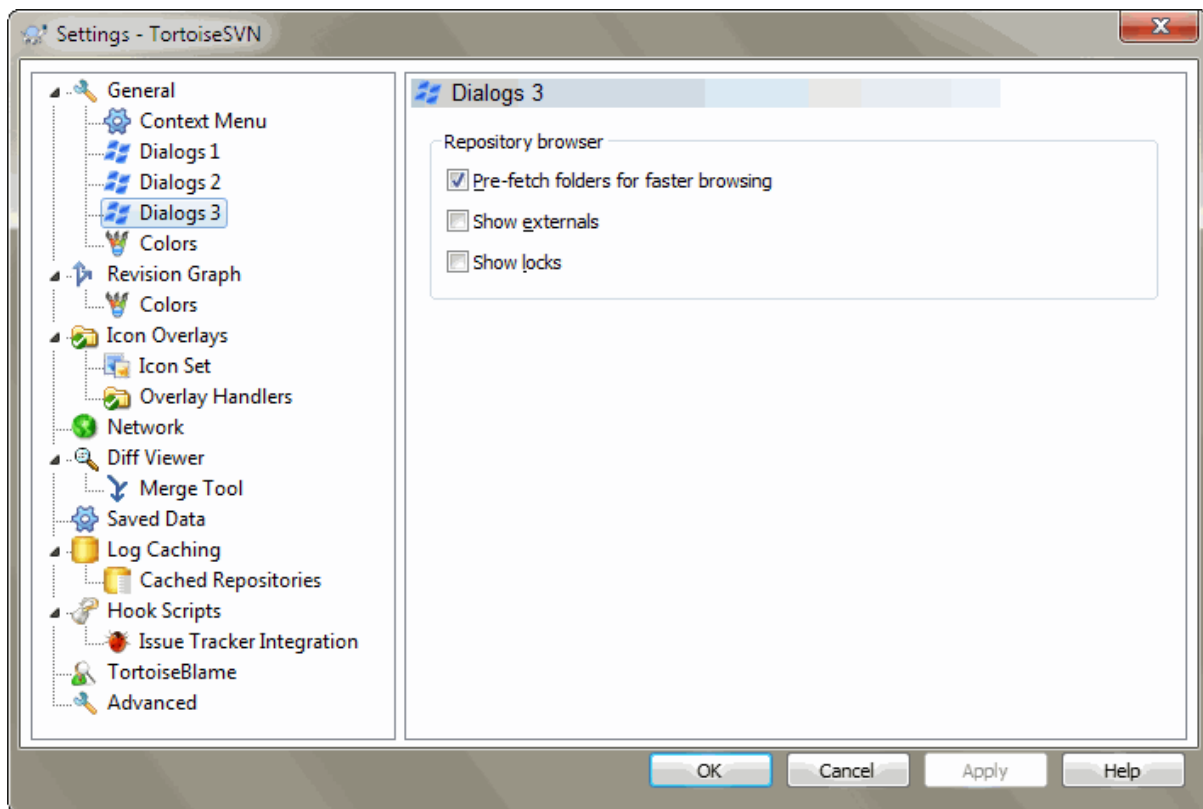 Settings - TortoiseSVN
General
Context Menu
Dialogs 1
Dialogs 2
Dialogs 3
Colors
Revision Graph
Colors
Icon Overlays
Icon Set
Overlay Handlers
Network
Diff Viewer
Merge Tool
Saved Data
Log Caching
Cached Repositories
Hook Scripts
Issue Tracker Integration
TortoiseBlame
Advanced
Dialogs 3
Repository browser
Pre-fetch folders for faster browsing
Show externals
Show locks
OK
Cancel
Apply
Help